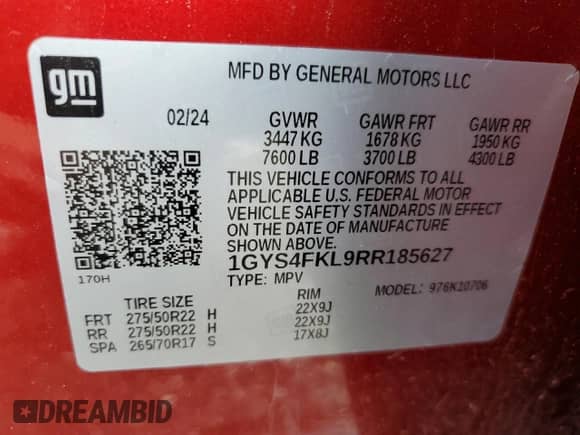 gm
MFD BY GENERAL MOTORS LLC
02/24 GVWR GAWR FRT GAWR RR
3447 KG 1678 KG 1950 KG
7600 LB 3700 LB 4300 LB
THIS VEHICLE CONFORMS TO ALL
APPLICABLE U.S. FEDERAL MOTOR
VEHICLE SAFETY STANDARDS IN EFFECT
ON THE DATE OF MANUFACTURE
SHOWN ABOVE.
1GYS4FKL9RR185627
170H
TYPE: MPV MODEL: 976K10706
TIRE SIZE RIM
FRT 275/50R22 H 22X9J
RR 275/50R22 H 22X9J
SPA 265/70R17 S 17X8J
DREAMBID